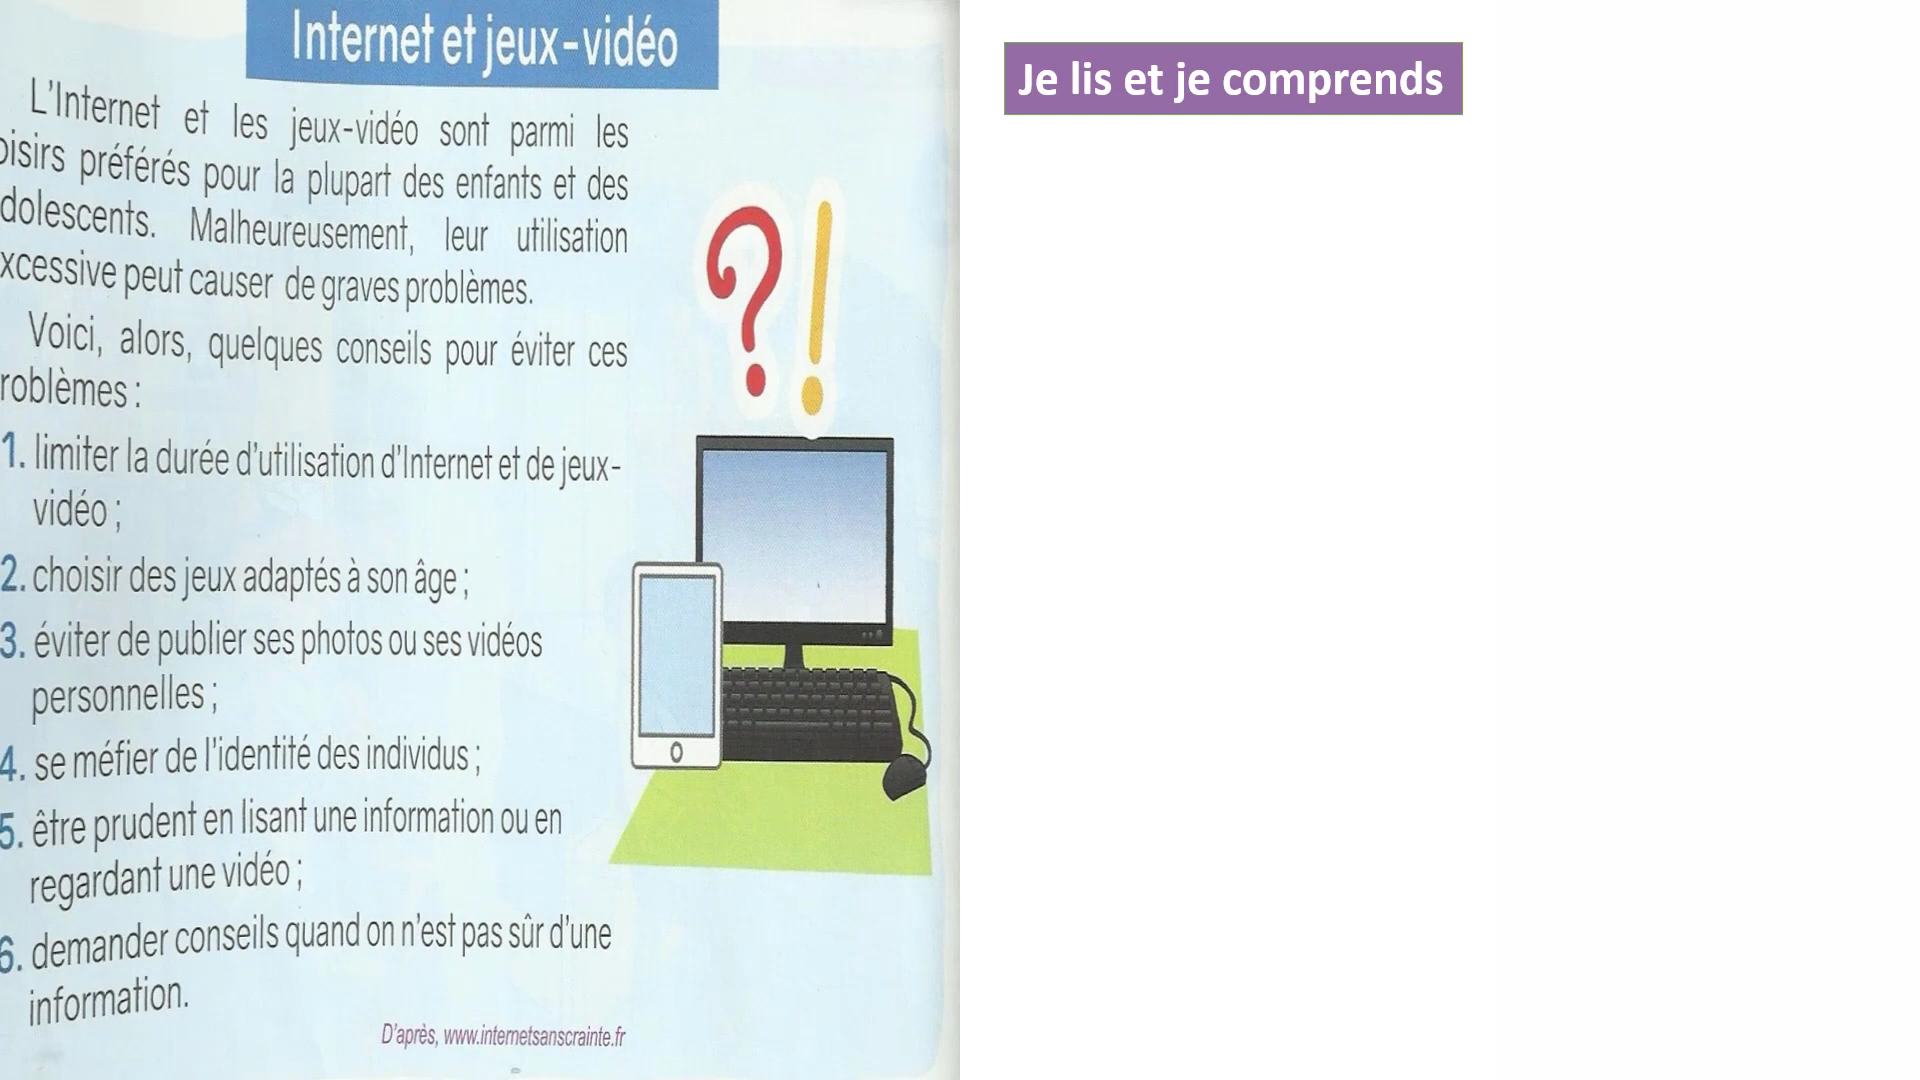 Internet et jeux-vidéo
L'Internet et les jeux-vidéo sont parmi les
oisirs préférés pour la plupart des enfants et des
dolescents. Malheureusement, leur utilisation
xcessive peut causer de graves problèmes.
Voici, alors, quelques conseils pour éviter ces
roblèmes :
1. limiter la durée d'utilisation d'Internet et de jeux-
vidéo ;
2. choisir des jeux adaptés à son âge ;
3. éviter de publier ses photos ou ses vidéos
personnelles ;
4. se méfier de l'identité des individus ;
5. être prudent en lisant une information ou en
regardant une vidéo ;
6. demander conseils quand on n'est pas sûr d'une
information.
D'après, www.internetsanscrainte.fr
Je lis et je comprends